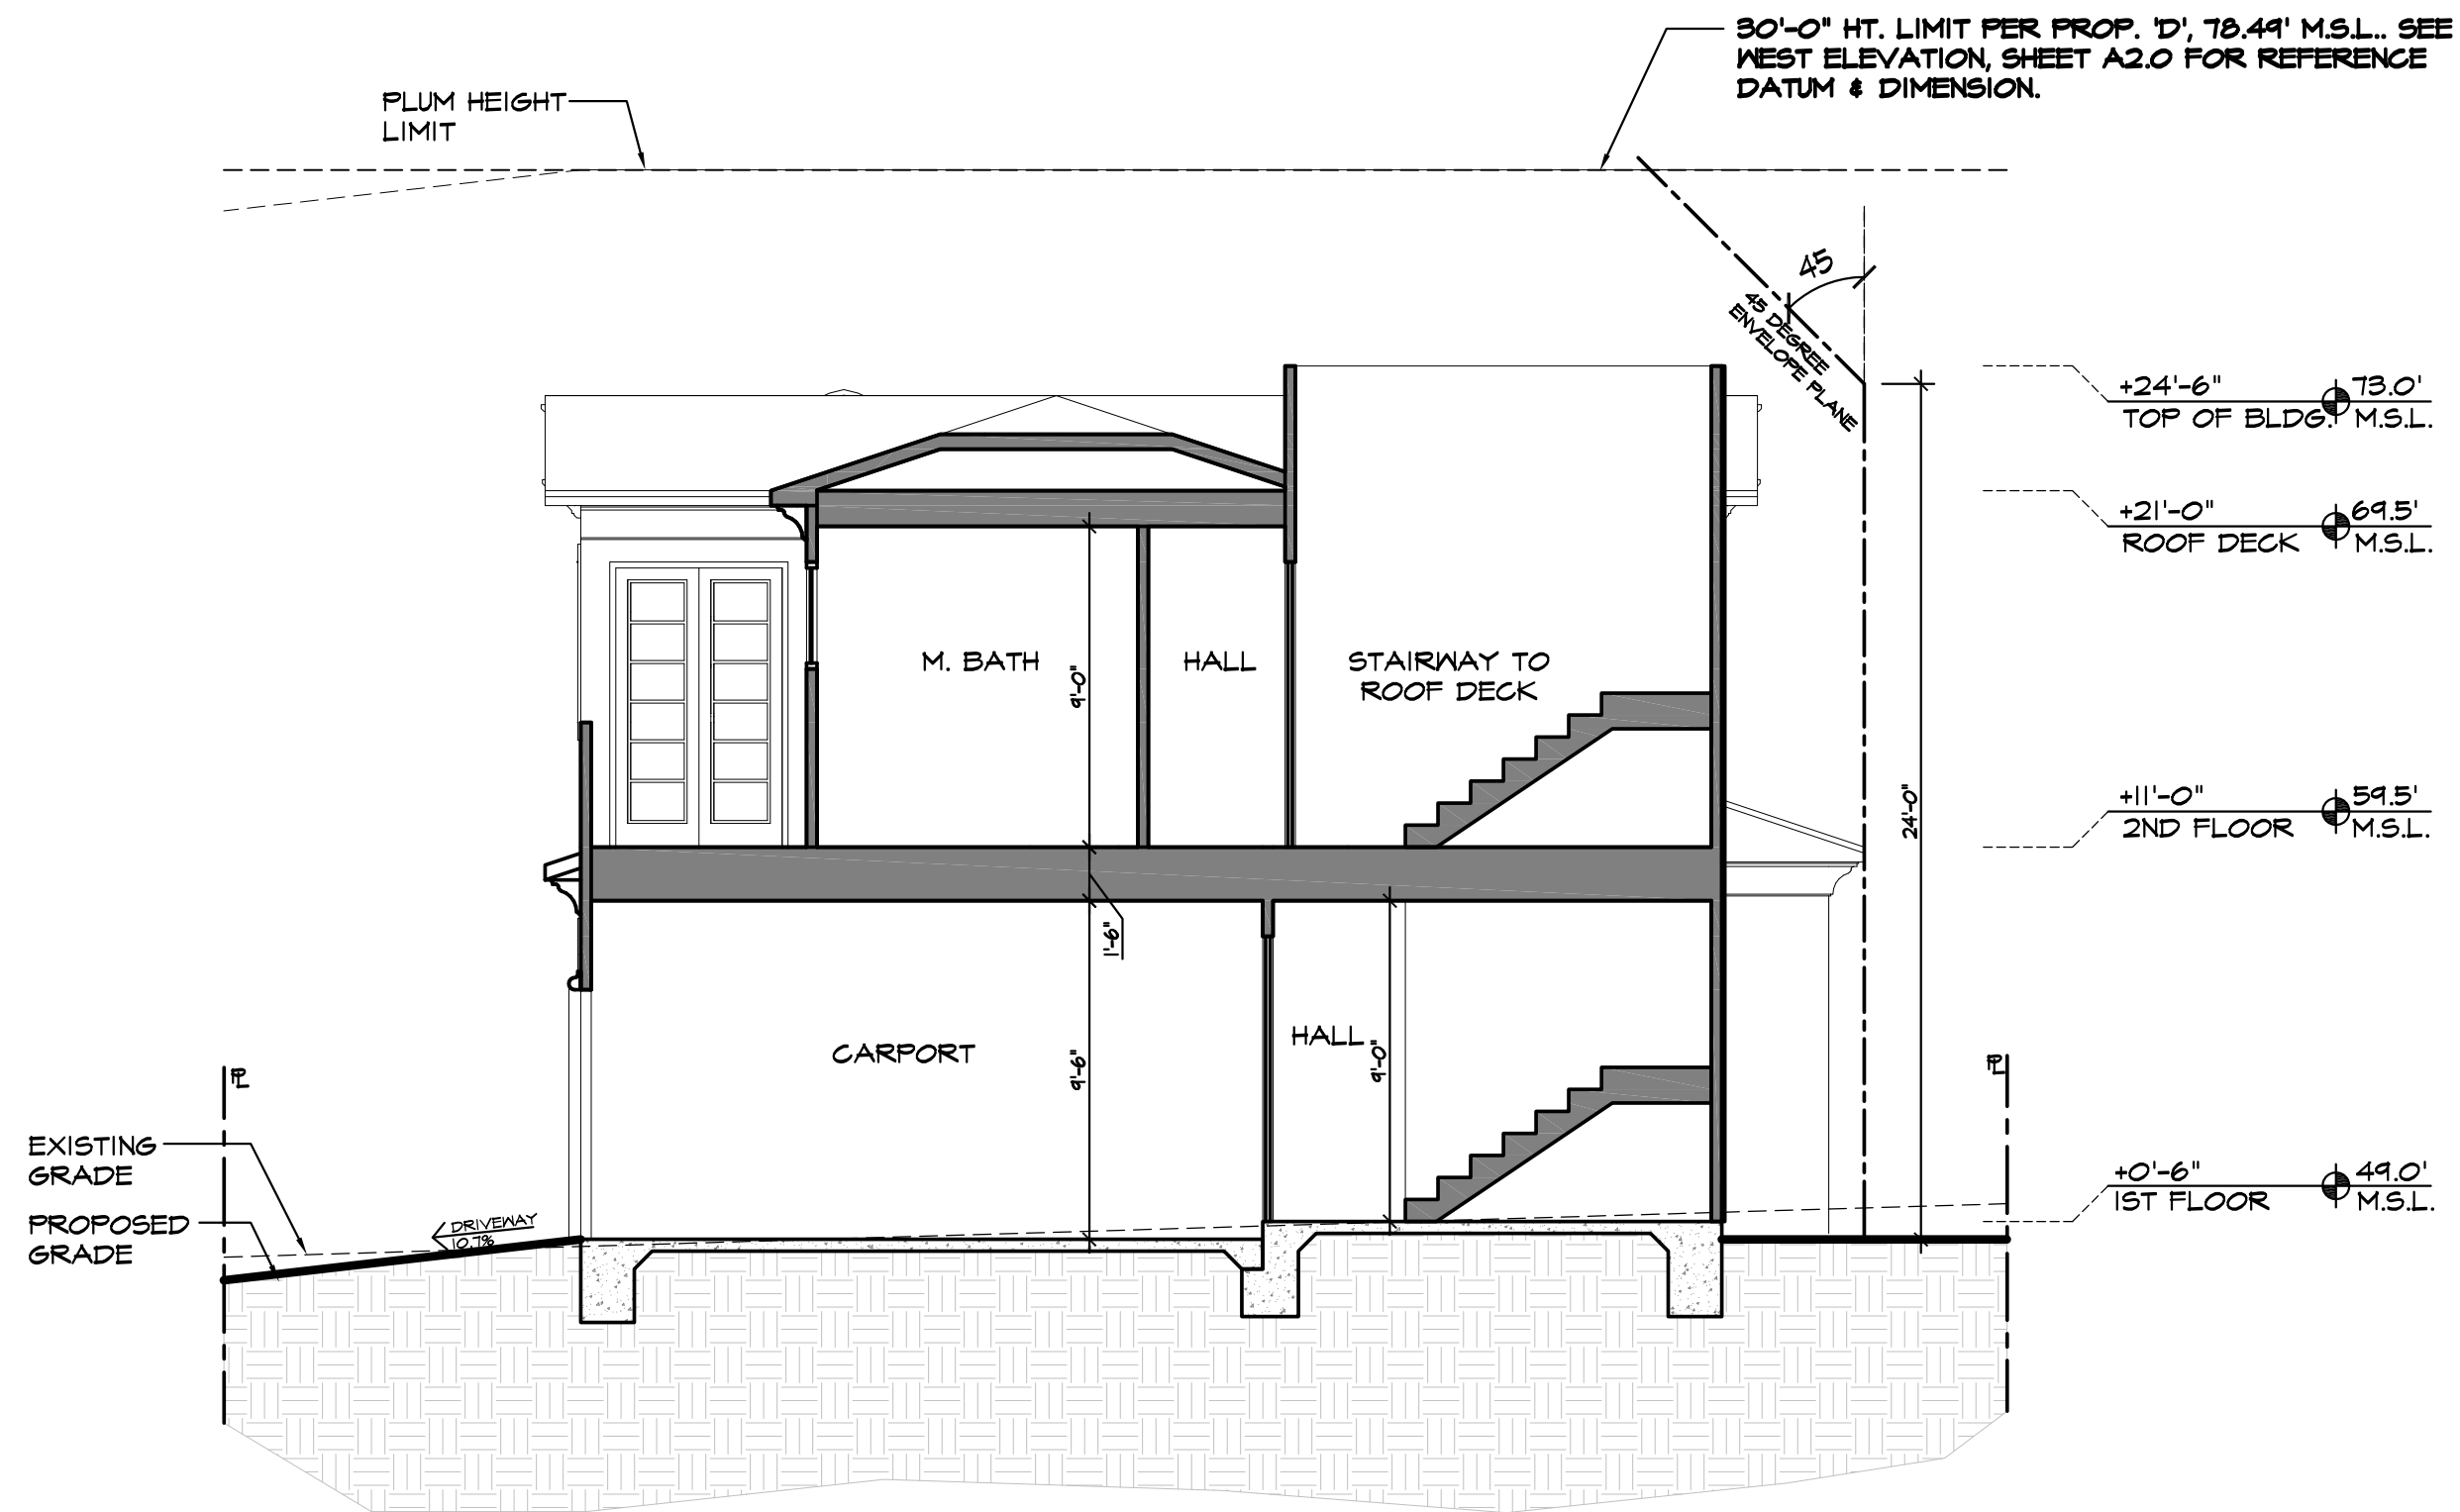 30'-0" HT. LIMIT PER PROP. 'D', 78.49' M.S.L.. SEE
WEST ELEVATION, SHEET A2.0 FOR REFERENCE
DATUM & DIMENSION.
PLUM HEIGHT
LIMIT
45
45 DEGREE
ENVELOPE PLANE
+24'-6" 73.0'
TOP OF BLDG. M.S.L.
+21'-0" 69.5'
ROOF DECK M.S.L.
M. BATH
HALL
STAIRWAY TO
ROOF DECK
9'-0"
24'-0"
+11'-0" 59.5'
2ND FLOOR M.S.L.
1'-6"
CARPORT
9'-6"
HALL
9'-0"
PL
PL
EXISTING
GRADE
PROPOSED
GRADE
DRIVEWAY
10.7%
+0'-6" 49.0'
1ST FLOOR M.S.L.